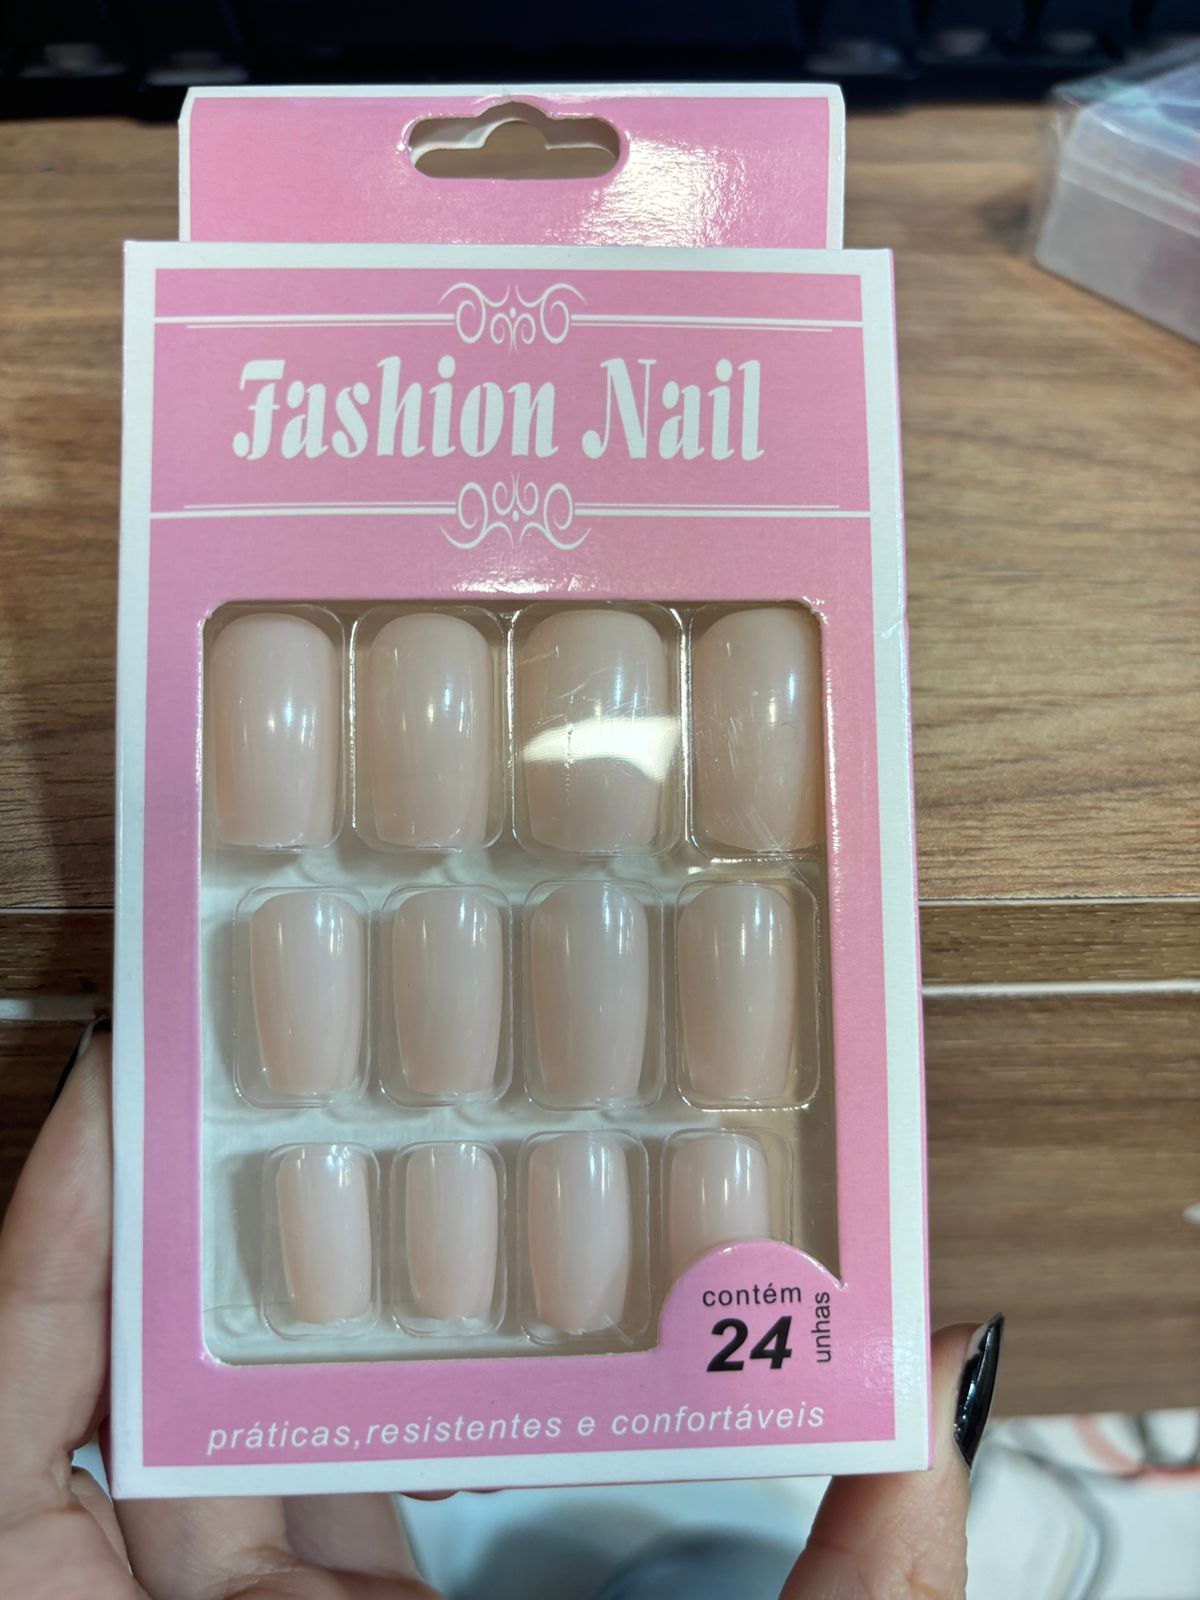 Fashion Nail
contém
24
unhas
práticas,resistentes e confortáveis